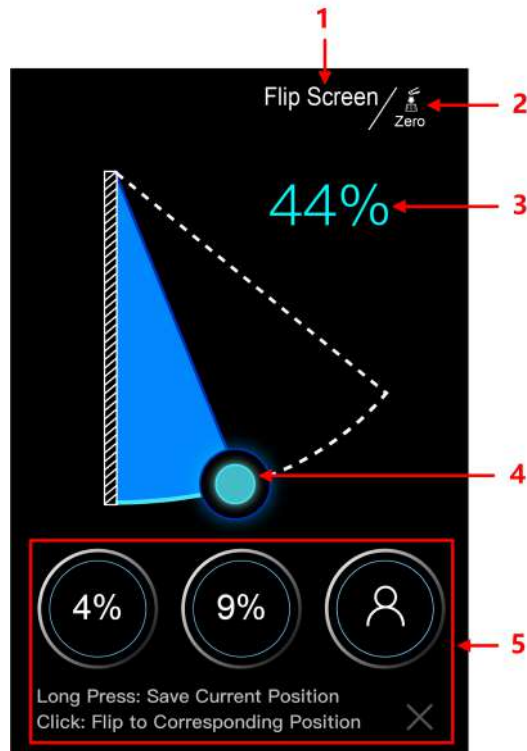 1
Flip Screen
Zero
2
44%
3
4
4%
9%
5
Long Press: Save Current Position
Click: Flip to Corresponding Position